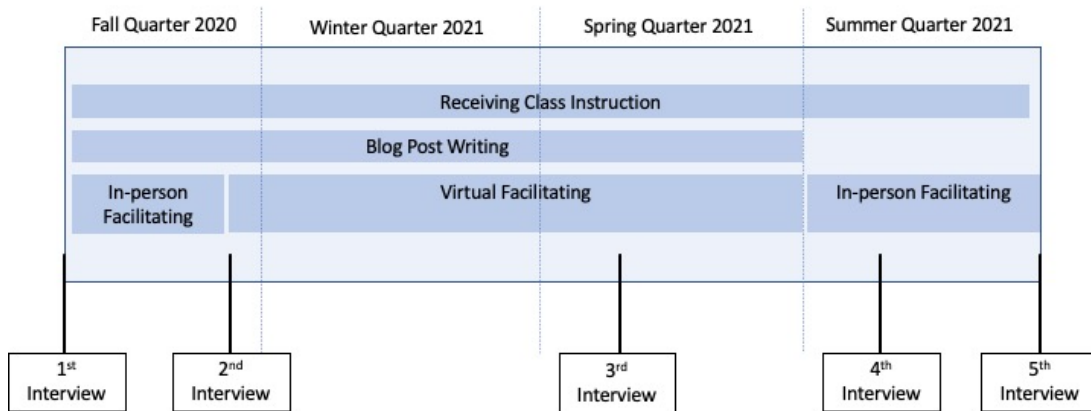 Fall Quarter 2020
Winter Quarter 2021
Spring Quarter 2021
Summer Quarter 2021
Receiving Class Instruction
Blog Post Writing
In-person
Facilitating
Virtual Facilitating
In-person Facilitating
1st
Interview
2nd
Interview
3rd
Interview
4th
Interview
5th
Interview